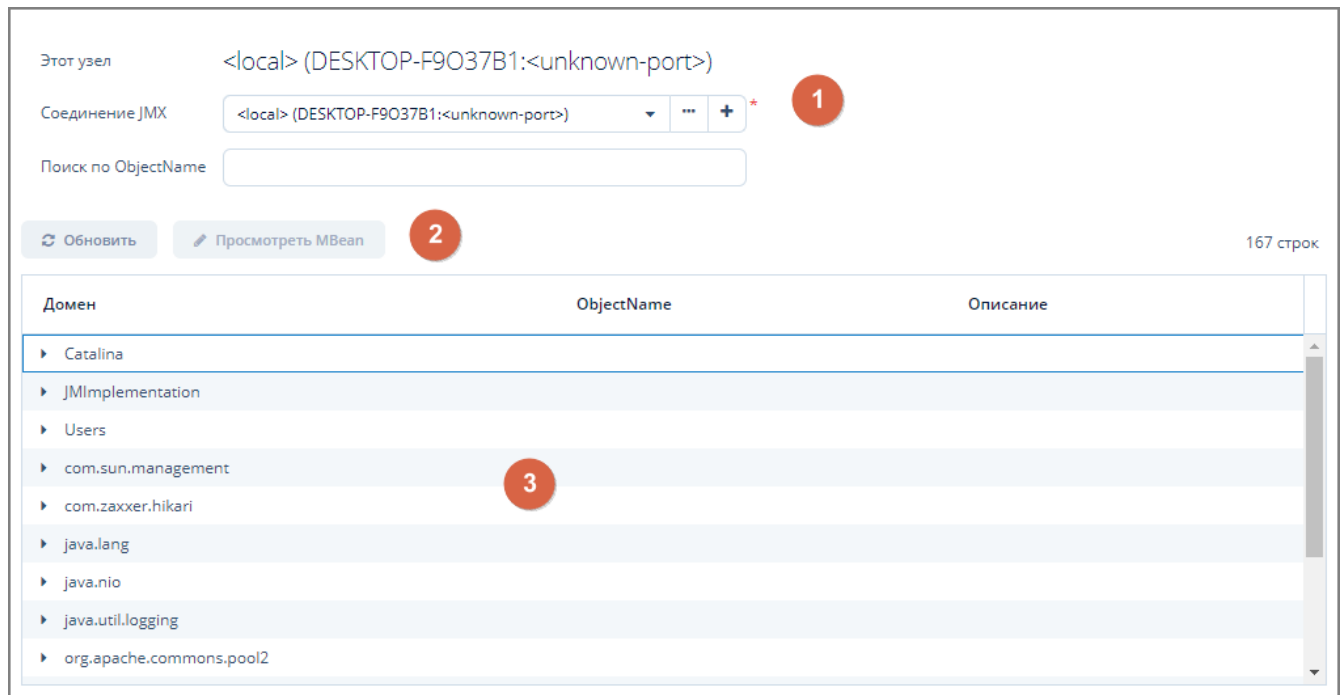 Этот узел <local> (DESKTOP-F9O37B1:<unknown-port>)
Соединение JMX <local> (DESKTOP-F9O37B1:<unknown-port>) ... + * 1
Поиск по ObjectName
Обновить Просмотреть MBean 2 167 строк
Домен ObjectName Описание
Catalina
JMImplementation
Users
com.sun.management
3
com.zaxxer.hikari
java.lang
java.nio
java.util.logging
org.apache.commons.pool2